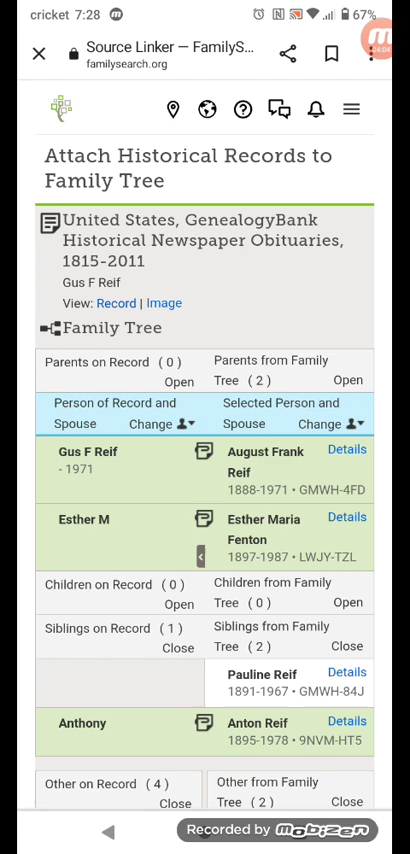 cricket 7:28 67%
04:04
Source Linker — FamilyS...
familysearch.org
Attach Historical Records to
Family Tree
United States, GenealogyBank
Historical Newspaper Obituaries,
1815-2011
Gus F Reif
View: Record | Image
Family Tree
Parents on Record ( 0 )
Open
Parents from Family
Tree ( 2 ) Open
Person of Record and
Spouse Change
Selected Person and
Spouse Change
Gus F Reif
- 1971
August Frank Details
Reif
1888-1971 • GMWH-4FD
Esther M
Esther Maria Details
Fenton
1897-1987 • LWJY-TZL
Children on Record ( 0 )
Open
Children from Family
Tree ( 0 ) Open
Siblings on Record ( 1 )
Close
Siblings from Family
Tree ( 2 ) Close
Pauline Reif Details
1891-1967 • GMWH-84J
Anthony
Anton Reif Details
1895-1978 • 9NVM-HT5
Other on Record ( 4 )
Close
Other from Family
Tree ( 2 ) Close
Recorded by mobizen